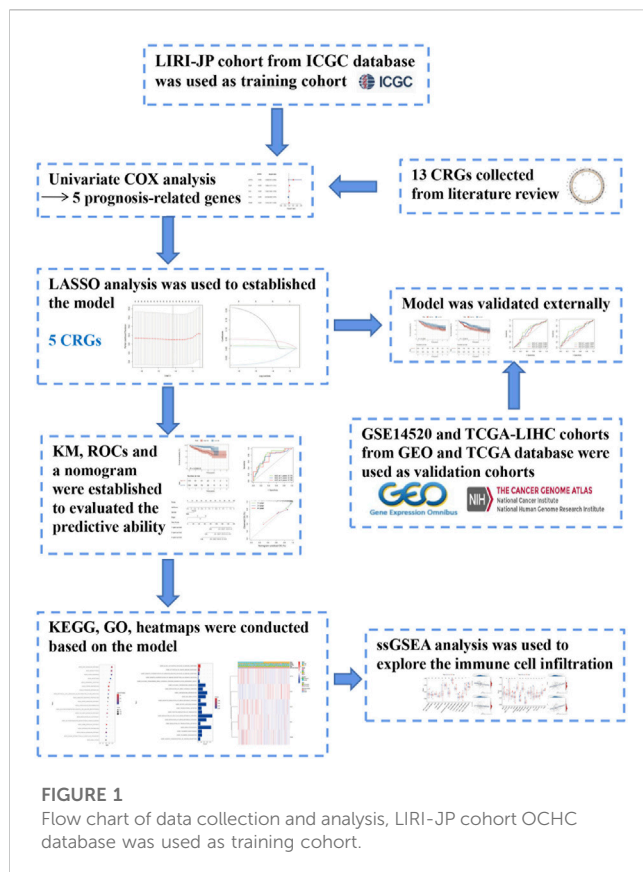 LIRI-JP cohort from ICGC database
was used as training cohort
ICGC
Univariate COX analysis
→ 5 prognosis-related genes
13 CRGs collected
from literature review
LASSO analysis was used to established
the model
5 CRGs
Model was validated externally
KM, ROCs and
a nomogram
were established
to evaluated the
predictive ability
GSE14520 and TCGA-LIHC cohorts
from GEO and TCGA database were
used as validation cohorts
GEO
Gene Expression Omnibus
NIH
THE CANCER GENOME ATLAS
National Cancer Institute
National Human Genome Research Institute
KEGG, GO, heatmaps were conducted
based on the model
ssGSEA analysis was used to
explore the immune cell infiltration
FIGURE 1
Flow chart of data collection and analysis, LIRI-JP cohort OCHC
database was used as training cohort.